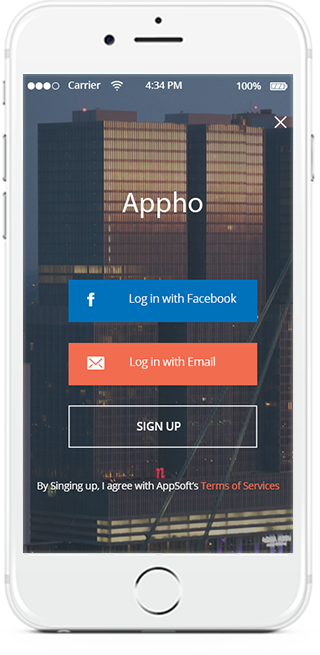 Carrier 4:34 PM 100%
Appho
f Log in with Facebook
Log in with Email
SIGN UP
n
By Singing up, I agree with AppSoft's Terms of Services